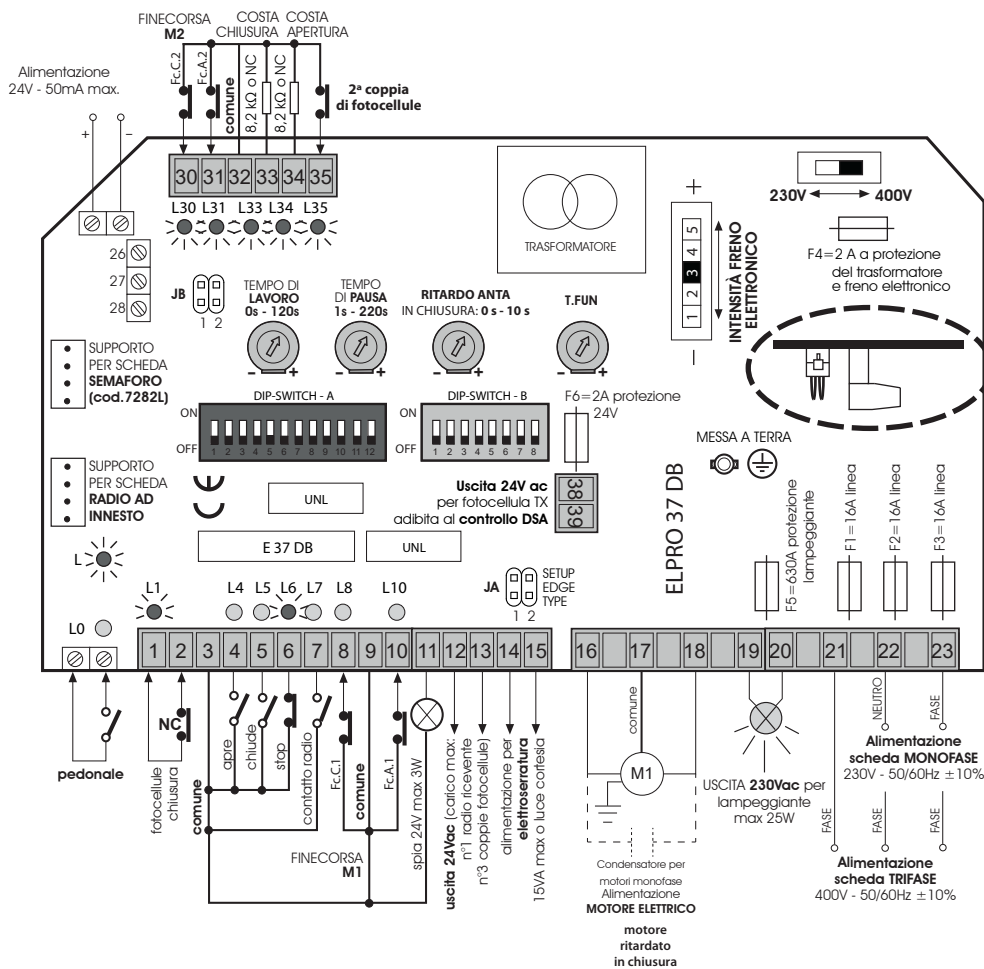 FINECORSA
M2
COSTA
CHIUSURA
COSTA
APERTURA
Fc.C.2
Fc.A.2
comune
8,2 kΩ o NC
8,2 kΩ o NC
2ª coppia
di fotocellule
Alimentazione
24V - 50mA max.
+ −
30 31 32 33 34 35
L30 L31 L33 L34 L35
26
27
28
JB
1 2
TRASFORMATORE
230V 400V
F4=2 A a protezione
del trasformatore
e freno elettronico
+
5
4
3
2
1
−
INTENSITÀ FRENO
ELETTRONICO
TEMPO DI
LAVORO
0s - 120s
- +
TEMPO
DI PAUSA
1s - 220s
- +
RITARDO ANTA
IN CHIUSURA: 0 s - 10 s
- +
T.FUN
- +
SUPPORTO
PER SCHEDA
SEMAFORO
(cod.7282L)
DIP-SWITCH - A
ON
OFF
1 2 3 4 5 6 7 8 9 10 11 12
DIP-SWITCH - B
ON
OFF
1 2 3 4 5 6 7 8
F6=2A protezione
24V
MESSA A TERRA
SUPPORTO
PER SCHEDA
RADIO AD
INNESTO
UNL
E 37 DB
UNL
Uscita 24V ac
per fotocellula TX
adibita al controllo DSA
38
39
ELPRO 37 DB
F5=630A protezione
lampeggiante
F1=16A linea
F2=16A linea
F3=16A linea
L
L1 L4 L5 L6 L7 L8 L10
L0
JA
1 2
SETUP
EDGE
TYPE
1 2 3 4 5 6 7 8 9 10 11 12 13 14 15
16 17 18 19 20 21 22 23
pedonale
NC
fotocellule
chiusura
comune
apre
chiude
stop
contatto radio
Fc.C.1
comune
Fc.A.1
FINECORSA
M1
spia 24V max 3W
uscita 24Vac (carico max:
n°1 radio ricevente
n°3 coppie fotocellule)
alimentazione per
elettroserratura
15VA max o luce cortesia
comune
M1
Condensatore per
motori monofase
Alimentazione
MOTORE ELETTRICO
motore
ritardato
in chiusura
USCITA 230Vac per
lampeggiante
max 25W
NEUTRO
FASE
Alimentazione
scheda MONOFASE
230V - 50/60Hz ±10%
FASE
FASE
FASE
Alimentazione
scheda TRIFASE
400V - 50/60Hz ±10%